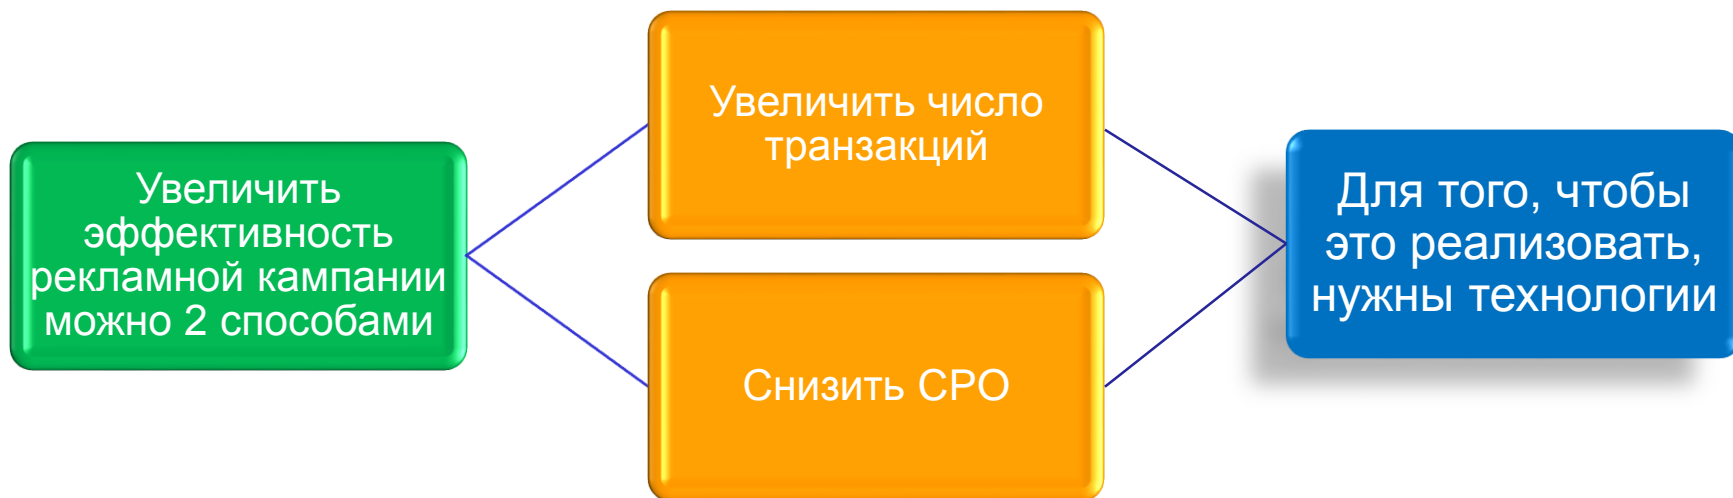 Увеличить
эффективность
рекламной кампании
можно 2 способами
Увеличить число
транзакций
Снизить CPO
Для того, чтобы
это реализовать,
нужны технологии